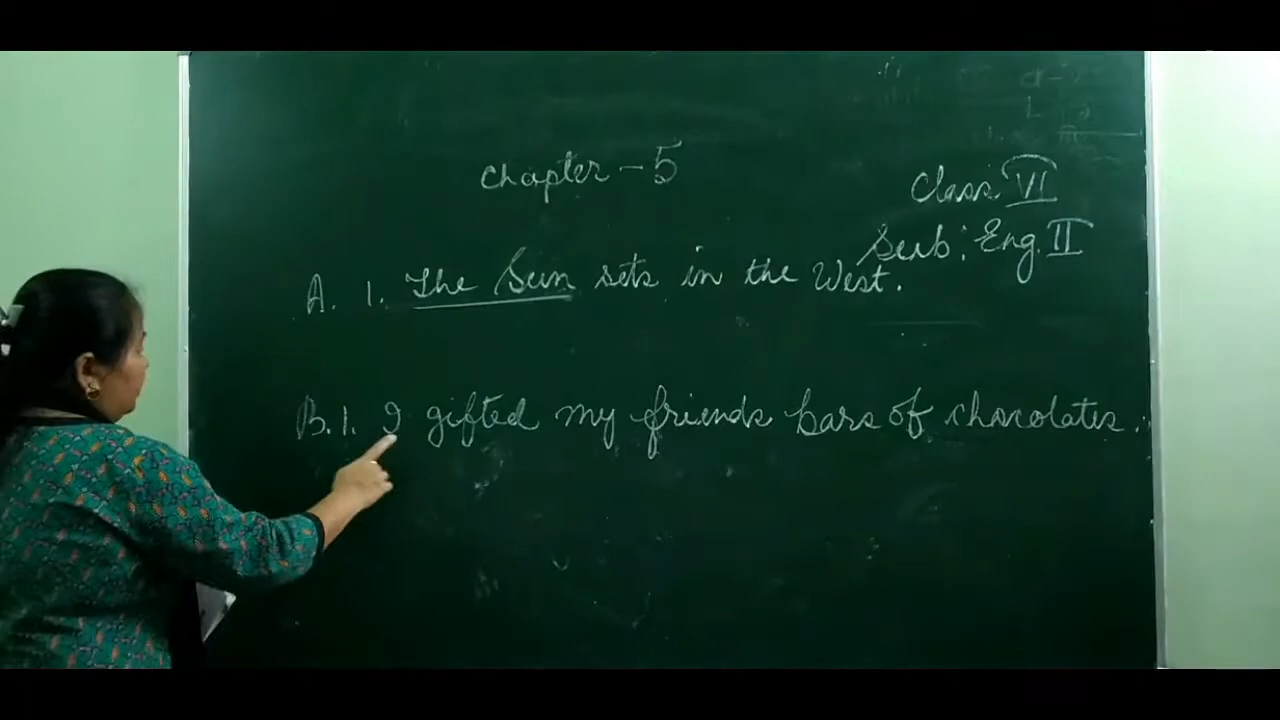 Chapter - 5
Class VI
Sub: Eng. II
A. 1. The Sun sets in the West.
B. 1. I gifted my friends bars of chocolates.